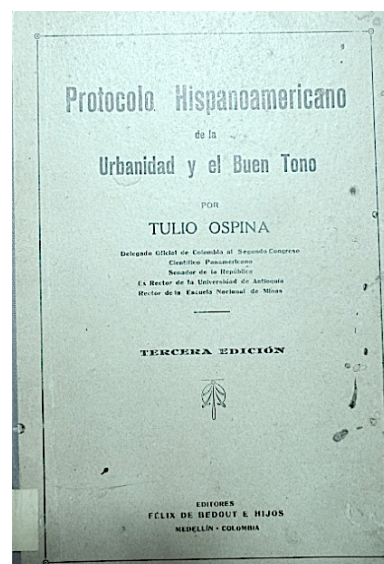 Protocolo Hispanoamericano
de la
Urbanidad y el Buen Tono
POR
TULIO OSPINA
Delegado Oficial de Colombia al Segundo Congreso
Científico Panamericano
Senador de la República
Ex Rector de la Universidad de Antioquia
Rector de la Escuela Nacional de Minas
TERCERA EDICIÓN
EDITORES
FÉLIX DE BEDOUT E HIJOS
MEDELLÍN - COLOMBIA